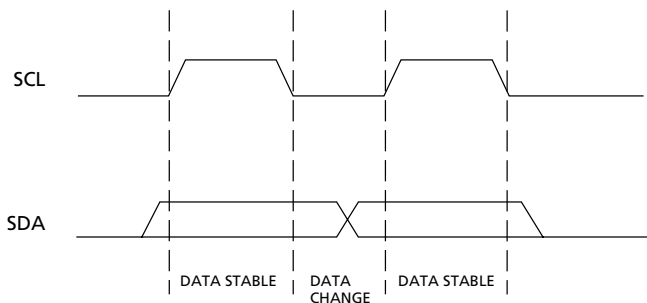 SCL
SDA
DATA STABLE
DATA
CHANGE
DATA STABLE